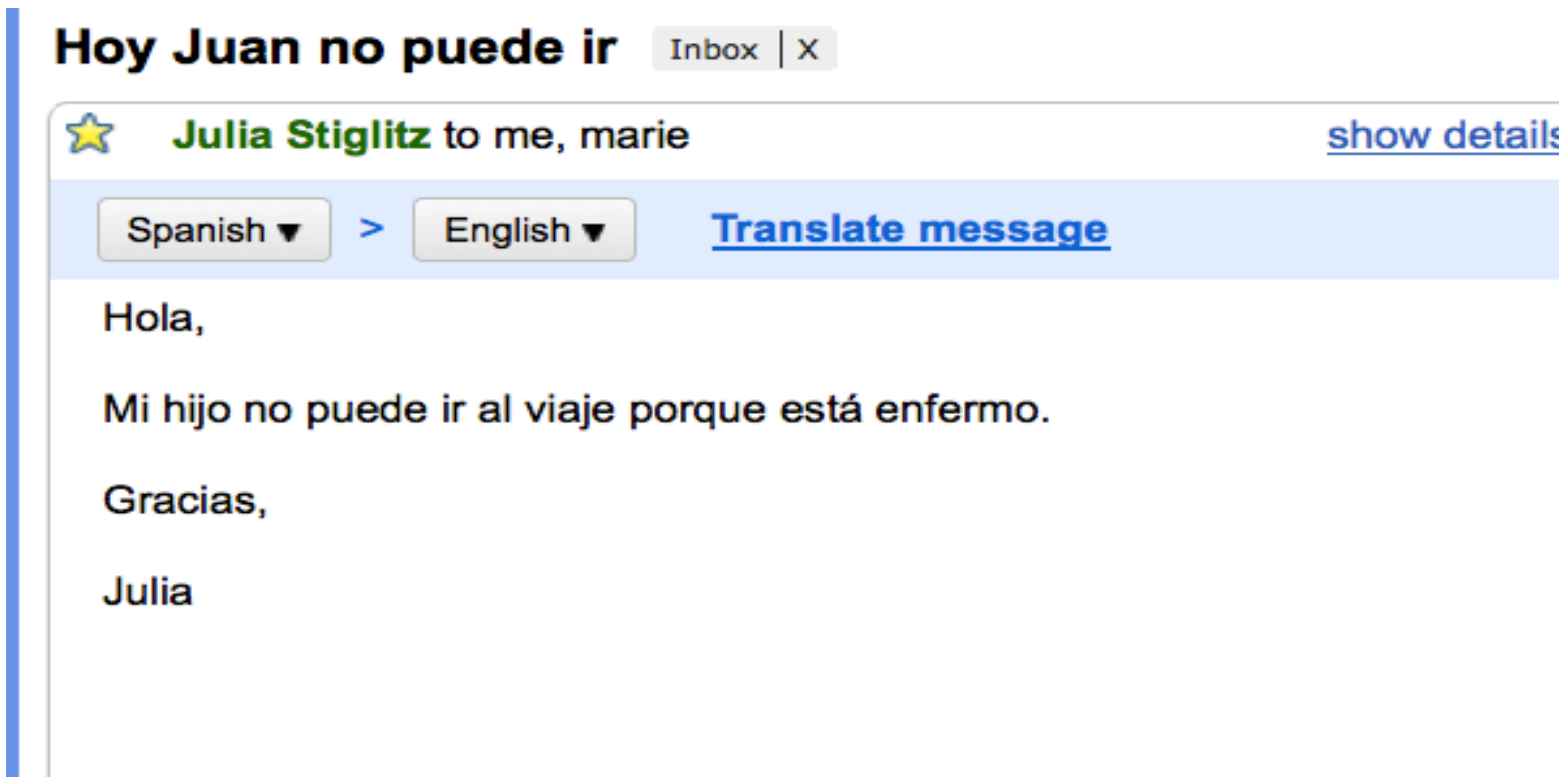 Hoy Juan no puede ir Inbox | X
Julia Stiglitz to me, marie show details
Spanish ▼ > English ▼ Translate message
Hola,
Mi hijo no puede ir al viaje porque está enfermo.
Gracias,
Julia